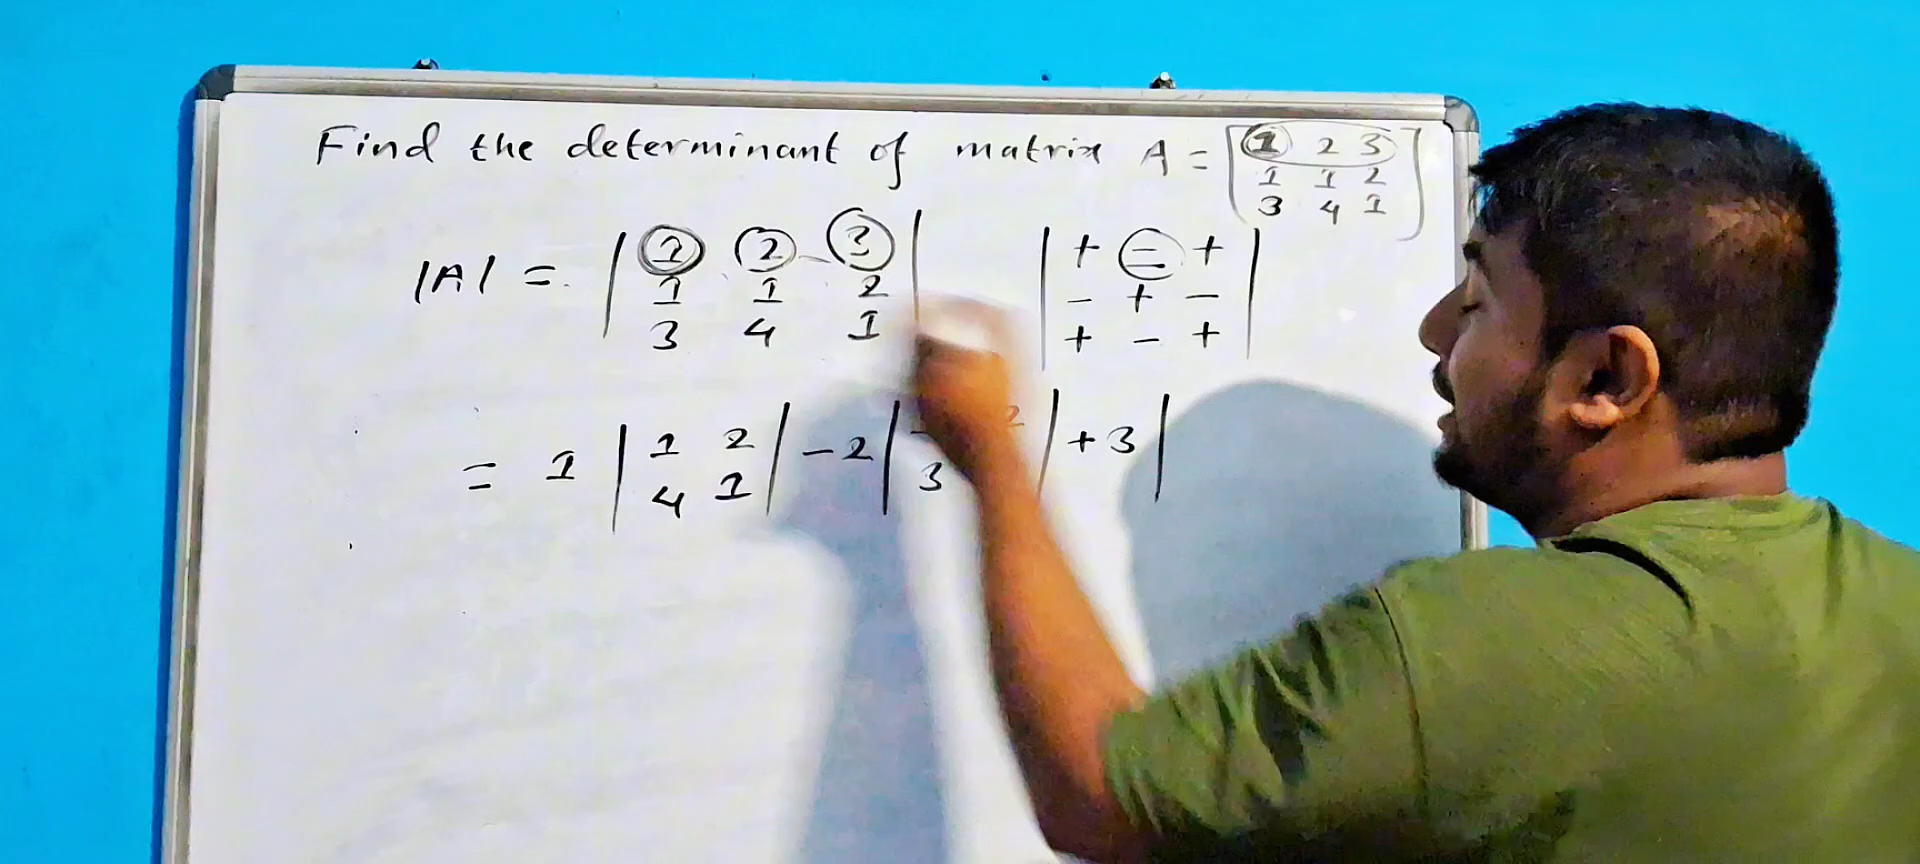 Find the determinant of matrix A = [1 2 3
1 1 2
3 4 1]
|A| = |1 2 3| |+ - +|
1 1 2 - + -
3 4 1 + - +
= 1 |1 2| - 2 | 2| + 3 |
4 1 3